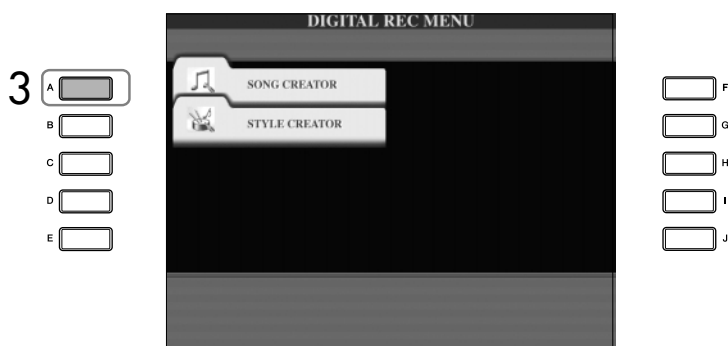 DIGITAL REC MENU
3
A
SONG CREATOR
F
B
STYLE CREATOR
G
C
H
D
I
E
J